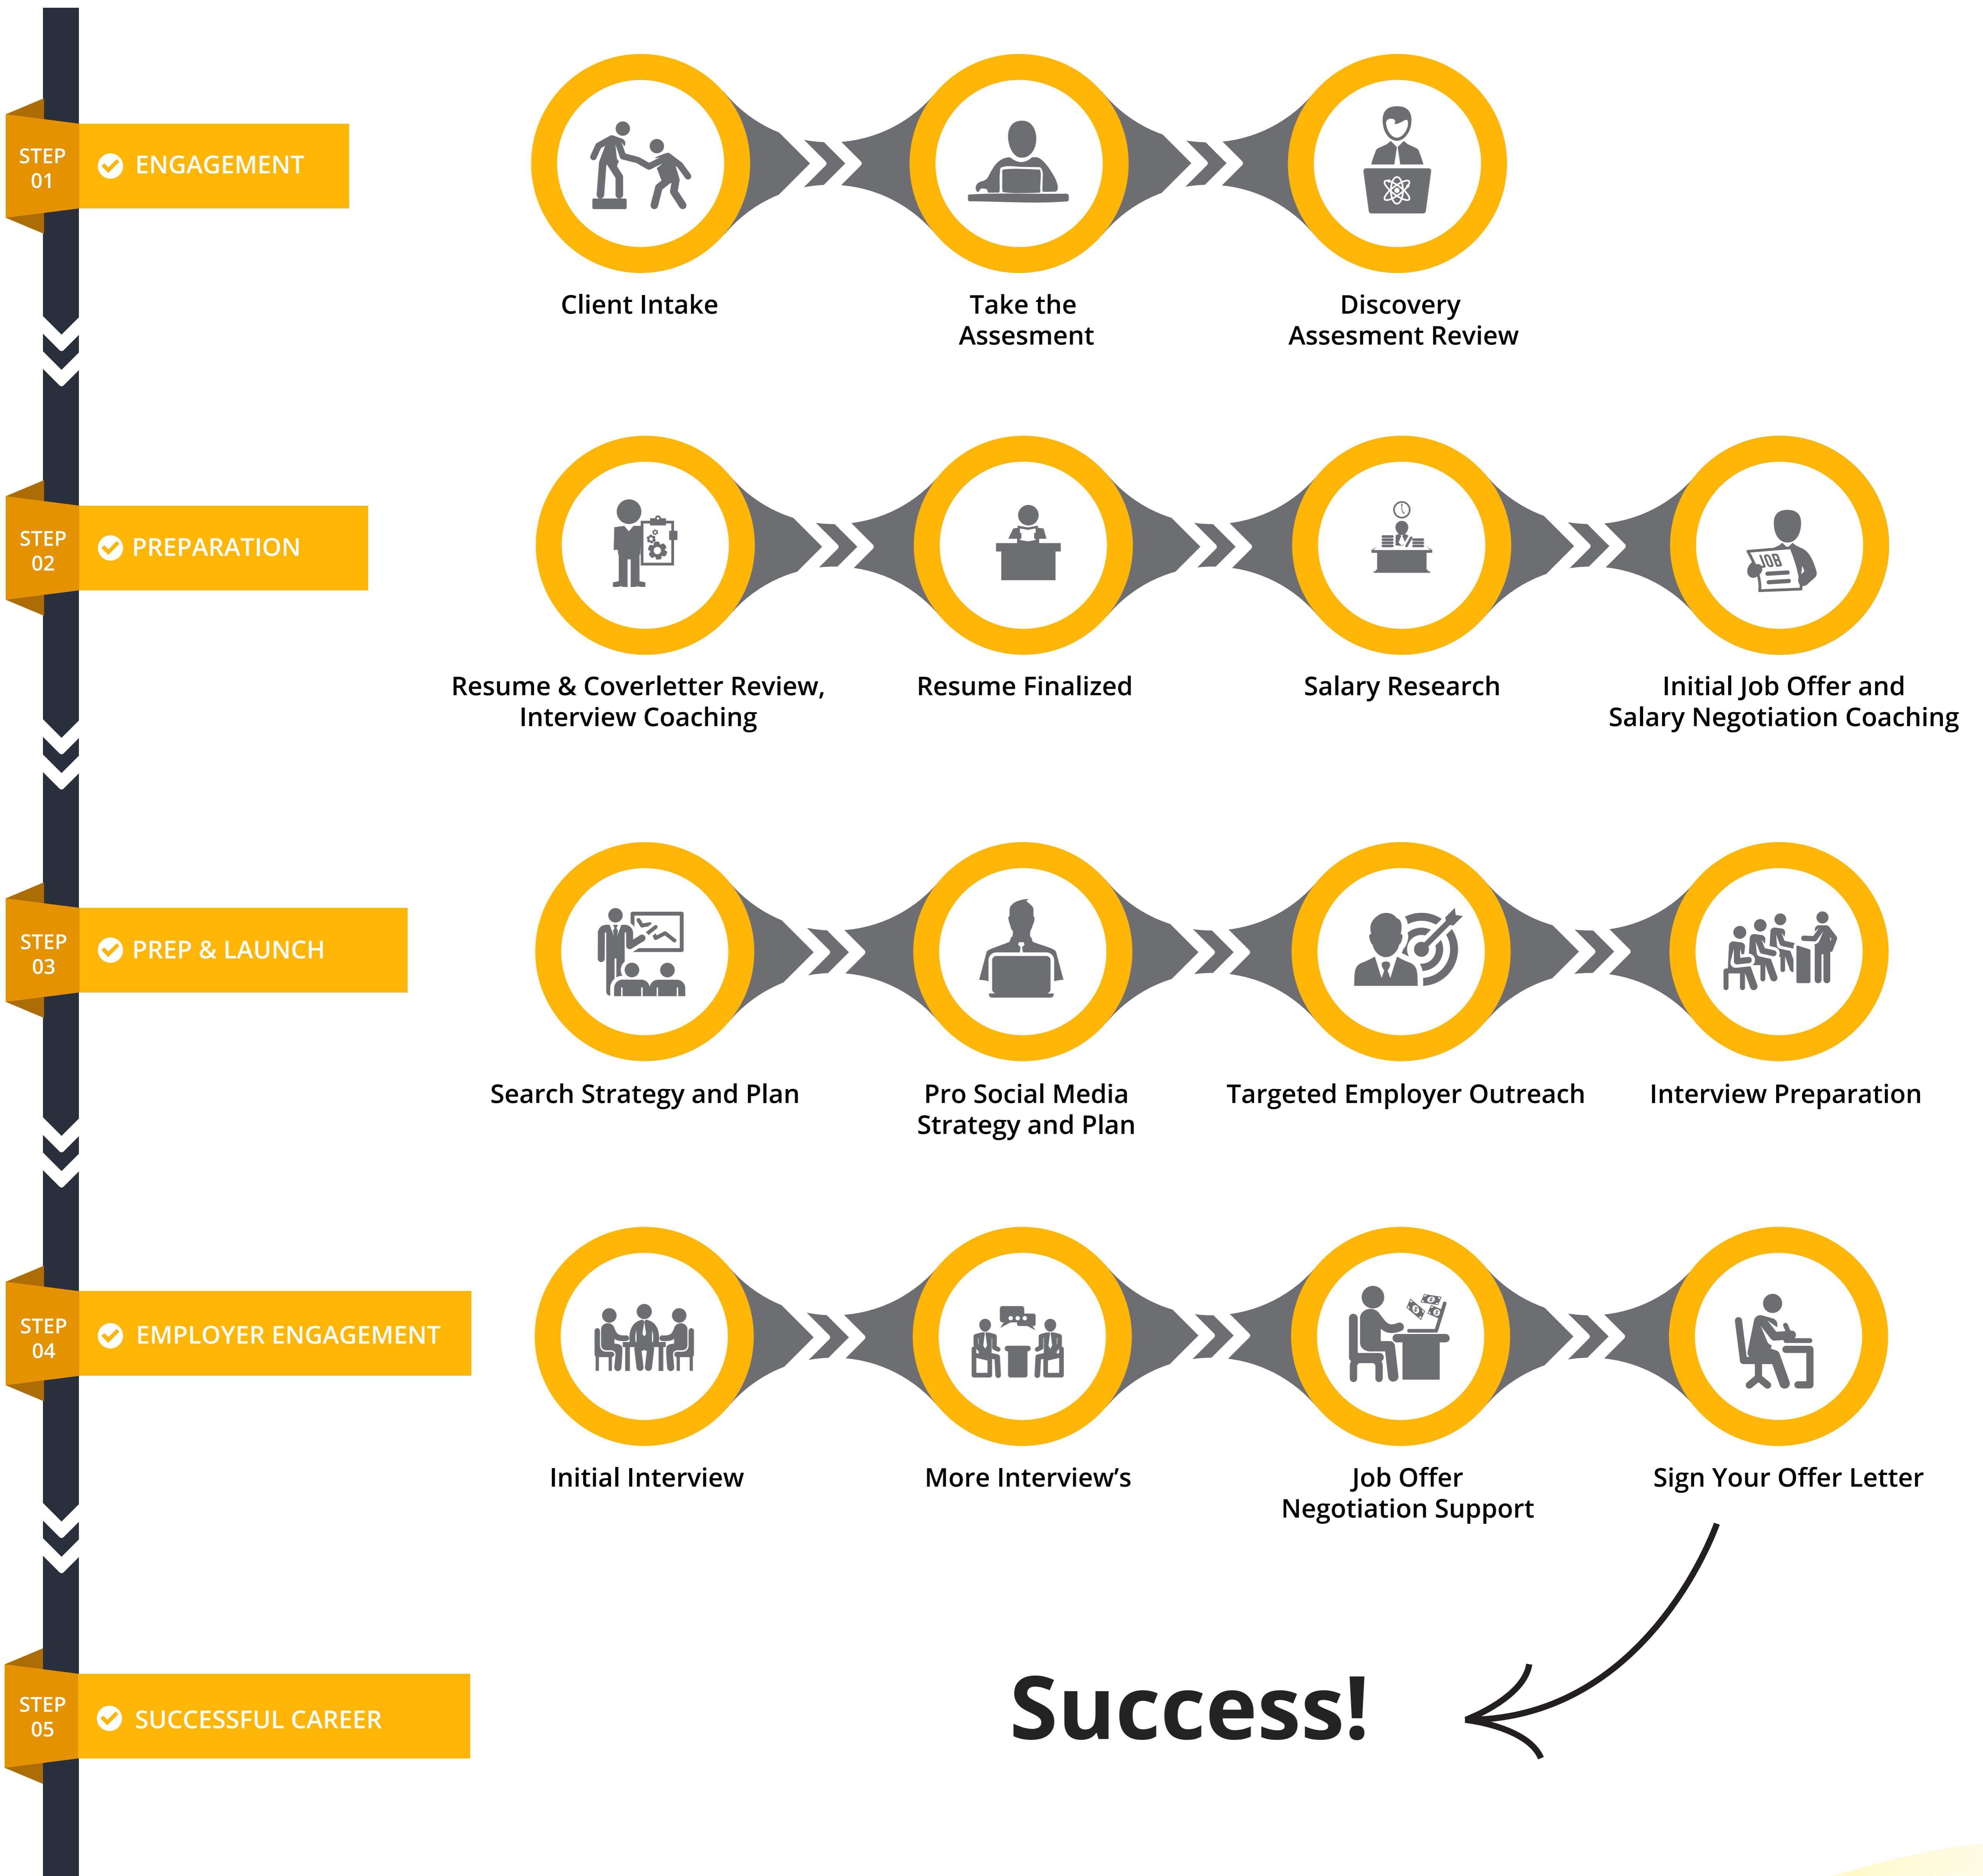 STEP
01
ENGAGEMENT
Client Intake
Take the
Assesment
Discovery
Assesment Review
STEP
02
PREPARATION
JOB
Resume & Coverletter Review,
Interview Coaching
Resume Finalized
Salary Research
Initial Job Offer and
Salary Negotiation Coaching
STEP
03
PREP & LAUNCH
Search Strategy and Plan
Pro Social Media
Strategy and Plan
Targeted Employer Outreach
Interview Preparation
STEP
04
EMPLOYER ENGAGEMENT
Initial Interview
More Interview’s
Job Offer
Negotiation Support
Sign Your Offer Letter
STEP
05
SUCCESSFUL CAREER
Success!